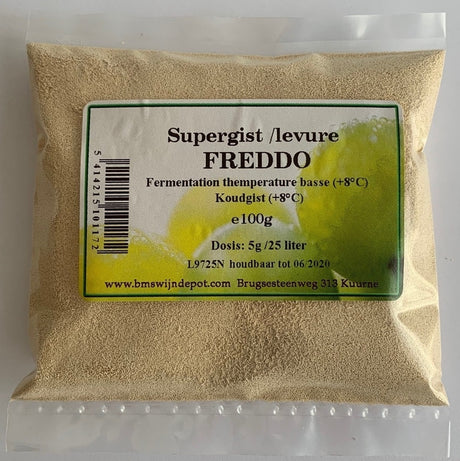 Supergist /levure
FREDDO
Fermentation themperature basse (+8°C)
Koudgist (+8°C)
e100g
Dosis: 5g /25 liter
L9725N houdbaar tot 06/2020
www.bmswijndepot.com Brugsesteenweg 313 Kuurne
5414215101172